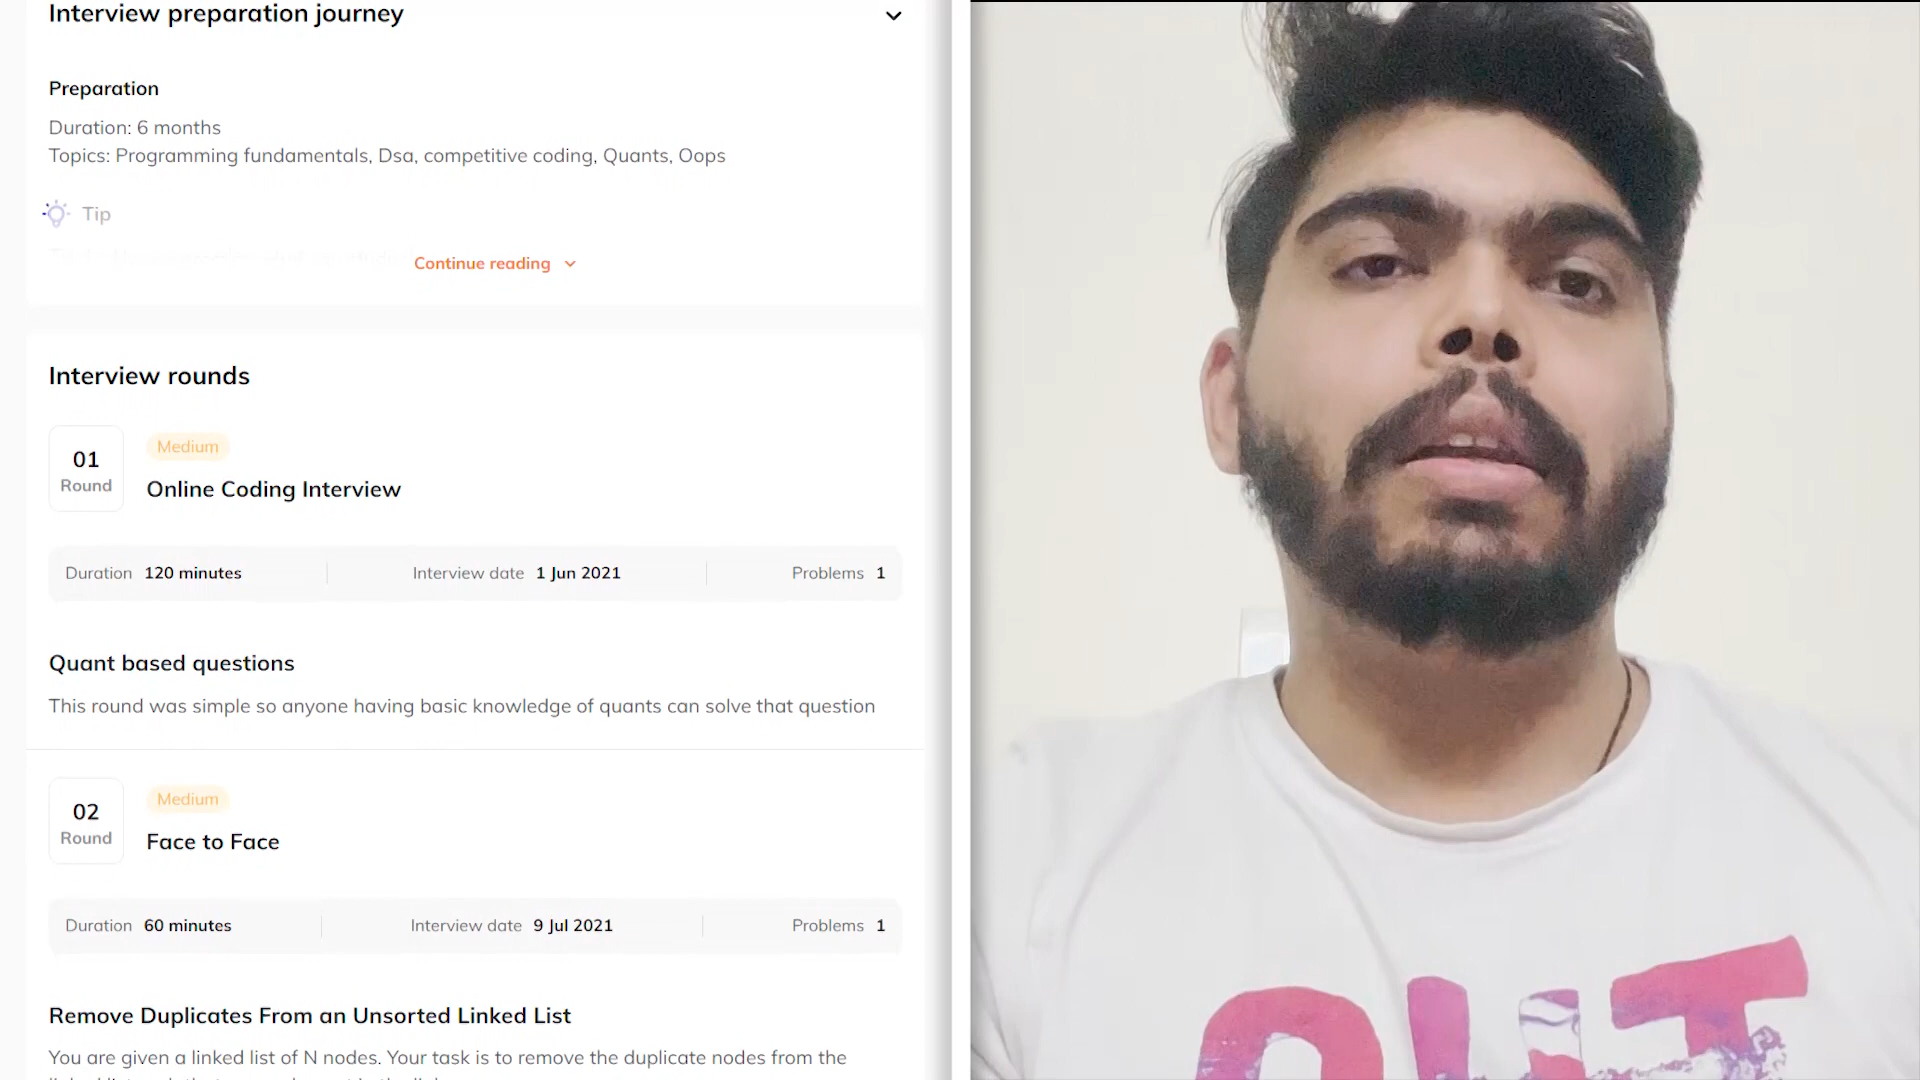 Interview preparation journey
Preparation
Duration: 6 months
Topics: Programming fundamentals, Dsa, competitive coding, Quants, Oops
Tip
Continue reading
Interview rounds
01
Round
Medium
Online Coding Interview
Duration 120 minutes
Interview date 1 Jun 2021
Problems 1
Quant based questions
This round was simple so anyone having basic knowledge of quants can solve that question
02
Round
Medium
Face to Face
Duration 60 minutes
Interview date 9 Jul 2021
Problems 1
Remove Duplicates From an Unsorted Linked List
You are given a linked list of N nodes. Your task is to remove the duplicate nodes from the